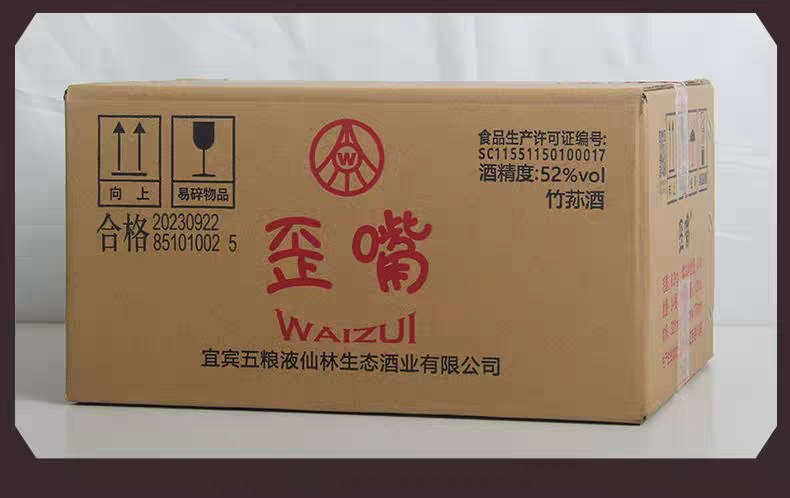 向上
易碎物品
合格 20230922
85101002 5
W
食品生产许可证编号:
SC11551150100017
酒精度:52%vol
竹荪酒
歪嘴
WAIZUI
宜宾五粮液仙林生态酒业有限公司
歪嘴